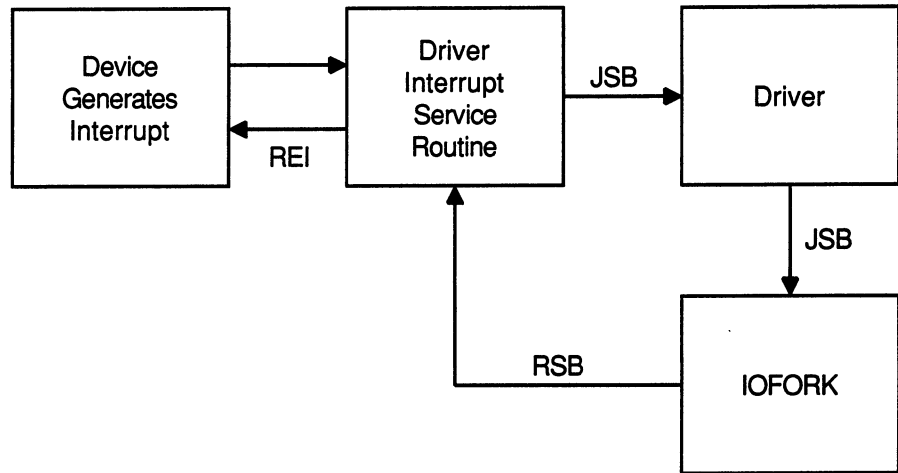 Device
Generates
Interrupt
REI
Driver
Interrupt
Service
Routine
JSB
Driver
JSB
RSB
IOFORK